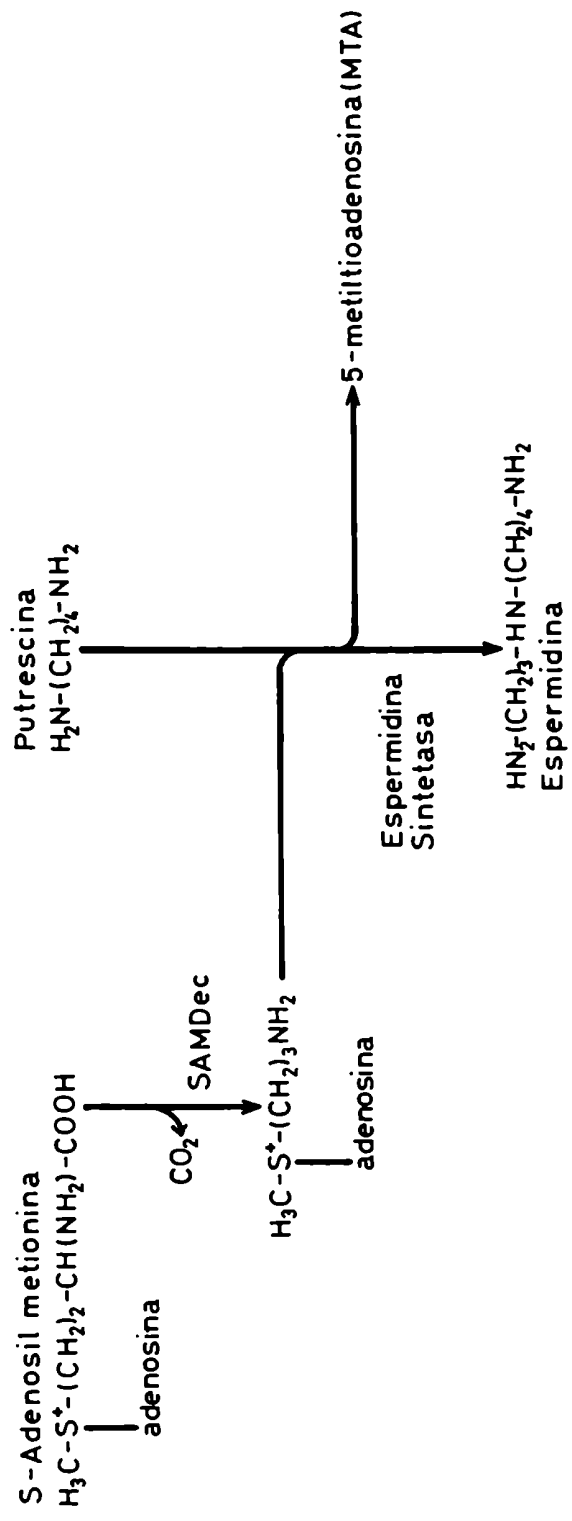 S-Adenosil metionina
H₃C-S⁺-(CH₂)₂-CH(NH₂)-COOH
adenosina
CO₂
SAMDec
H₃C-S⁺-(CH₂)₃NH₂
adenosina
Putrescina
H₂N-(CH₂)₄-NH₂
Espermidina
Sintetasa
5-metiltioadenosina(MTA)
HN₂-(CH₂)₃-HN-(CH₂)₄-NH₂
Espermidina